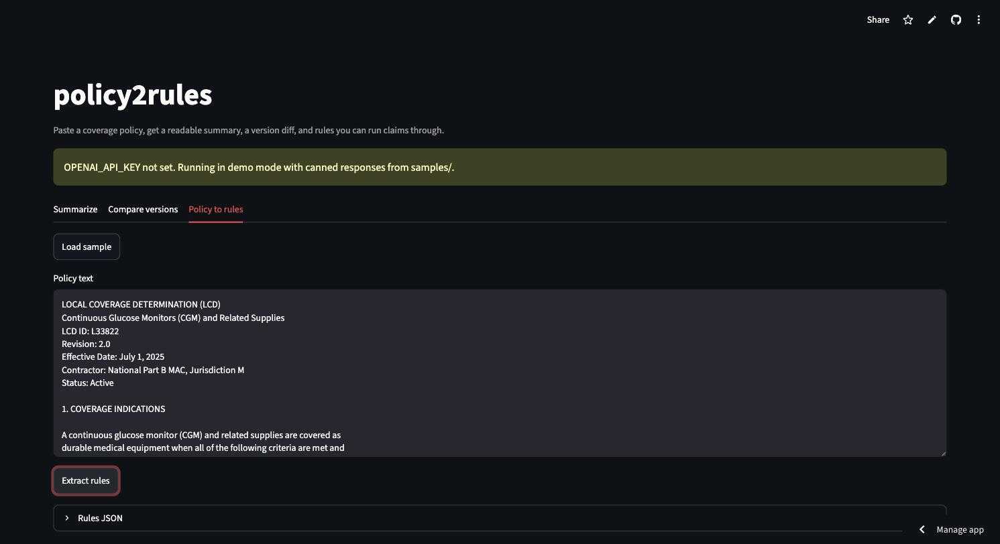 Share
policy2rules
Paste a coverage policy, get a readable summary, a version diff, and rules you can run claims through.
OPENAI_API_KEY not set. Running in demo mode with canned responses from samples/.
Summarize Compare versions Policy to rules
Load sample
Policy text
LOCAL COVERAGE DETERMINATION (LCD)
Continuous Glucose Monitors (CGM) and Related Supplies
LCD ID: L33822
Revision: 2.0
Effective Date: July 1, 2025
Contractor: National Part B MAC, Jurisdiction M
Status: Active
1. COVERAGE INDICATIONS
A continuous glucose monitor (CGM) and related supplies are covered as
durable medical equipment when all of the following criteria are met and
Extract rules
Rules JSON
Manage app